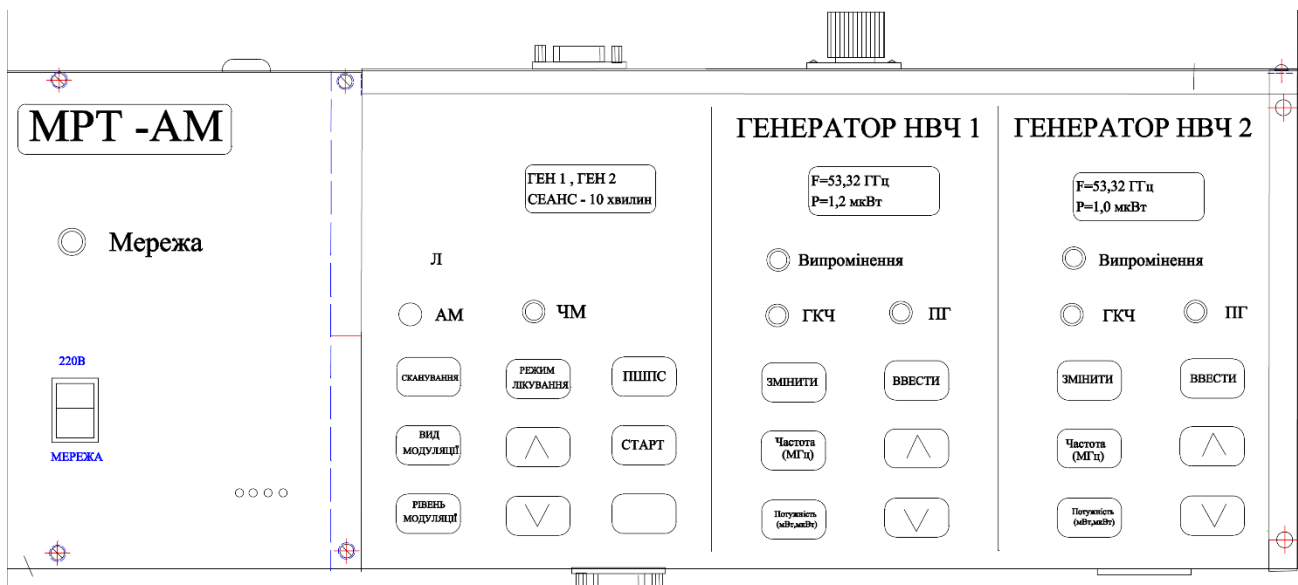 МРТ -АМ
Мережа
220В
МЕРЕЖА
ГЕН 1 , ГЕН 2
СЕАНС - 10 хвилин
Л
АМ
ЧМ
СКАНУВАННЯ
РЕЖИМ
ЛІКУВАННЯ
ПШПС
ВИД
МОДУЛЯЦІЇ
СТАРТ
РІВЕНЬ
МОДУЛЯЦІЇ
ГЕНЕРАТОР НВЧ 1
F=53,32 ГГц
P=1,2 мкВт
Випромінення
ГКЧ
ПГ
ЗМІНИТИ
ВВЕСТИ
Частота
(МГц)
Потужність
(мВт,мкВт)
ГЕНЕРАТОР НВЧ 2
F=53,32 ГГц
P=1,0 мкВт
Випромінення
ГКЧ
ПГ
ЗМІНИТИ
ВВЕСТИ
Частота
(МГц)
Потужність
(мВт,мкВт)